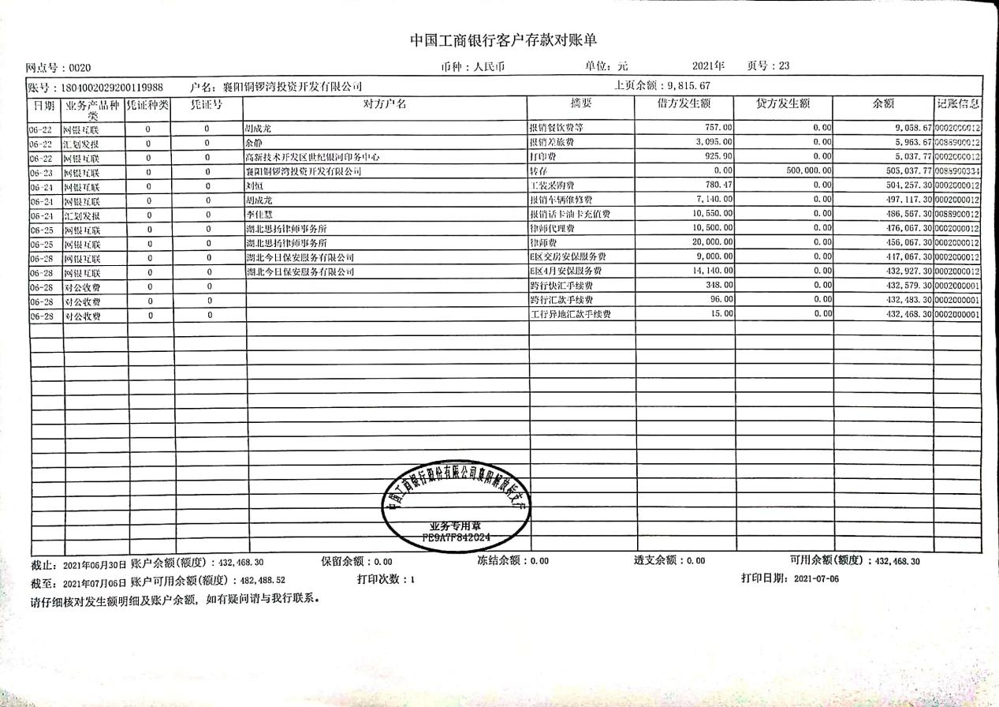 中国工商银行客户存款对账单
网点号：0020 币种：人民币 单位：元 2021年 页号：23
账号：1804002029200119988 户名：襄阳铜锣湾投资开发有限公司 上页余额：9,815.67
日期 业务产品种类 凭证种类 凭证号 对方户名 摘要 借方发生额 贷方发生额 余额 记账信息
06-22 网银互联 0 0 胡成龙 报销餐饮费等 757.00 0.00 9,058.67 0002000012
06-22 汇划发报 0 0 余静 报销差旅费 3,095.00 0.00 5,963.67 0088900012
06-22 网银互联 0 0 高新技术开发区世纪银河印务中心 打印费 925.90 0.00 5,037.77 0002000012
06-23 网银互联 0 0 襄阳铜锣湾投资开发有限公司 转存 0.00 500,000.00 505,037.77 0088900334
06-24 网银互联 0 0 刘恒 工装采购费 780.47 0.00 504,257.30 0002000012
06-24 网银互联 0 0 胡成龙 报销车辆维修费 7,140.00 0.00 497,117.30 0002000012
06-24 汇划发报 0 0 李佳慧 报销话卡油卡充值费 10,550.00 0.00 486,567.30 0088900012
06-25 网银互联 0 0 湖北思扬律师事务所 律师代理费 10,500.00 0.00 476,067.30 0002000012
06-25 网银互联 0 0 湖北思扬律师事务所 律师费 20,000.00 0.00 456,067.30 0002000012
06-28 网银互联 0 0 湖北今日保安服务有限公司 E区交房安保服务费 9,000.00 0.00 447,067.30 0002000012
06-28 网银互联 0 0 湖北今日保安服务有限公司 E区4月安保服务费 14,140.00 0.00 432,927.30 0002000012
06-28 对公收费 0 0 跨行快汇手续费 348.00 0.00 432,579.30 0002000001
06-28 对公收费 0 0 跨行汇款手续费 96.00 0.00 432,483.30 0002000001
06-28 对公收费 0 0 工行异地汇款手续费 15.00 0.00 432,468.30 0002000001
中国工商银行股份有限公司襄阳解放桥支行
业务专用章
FE9A7F842024
截止：2021年06月30日 账户余额(额度)：432,468.30 保留余额：0.00 冻结余额：0.00 透支余额：0.00 可用余额(额度)：432,468.30
截至：2021年07月06日 账户可用余额(额度)：482,488.52 打印次数：1 打印日期：2021-07-06
请仔细核对发生额明细及账户余额，如有疑问请与我行联系。